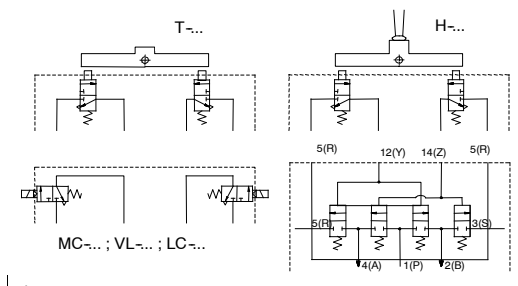 T-...
H-...
5(R)
12(Y)
14(Z)
5(R)
5(R)
3(S)
MC-... ; VL-... ; LC-...
4(A)
1(P)
2(B)